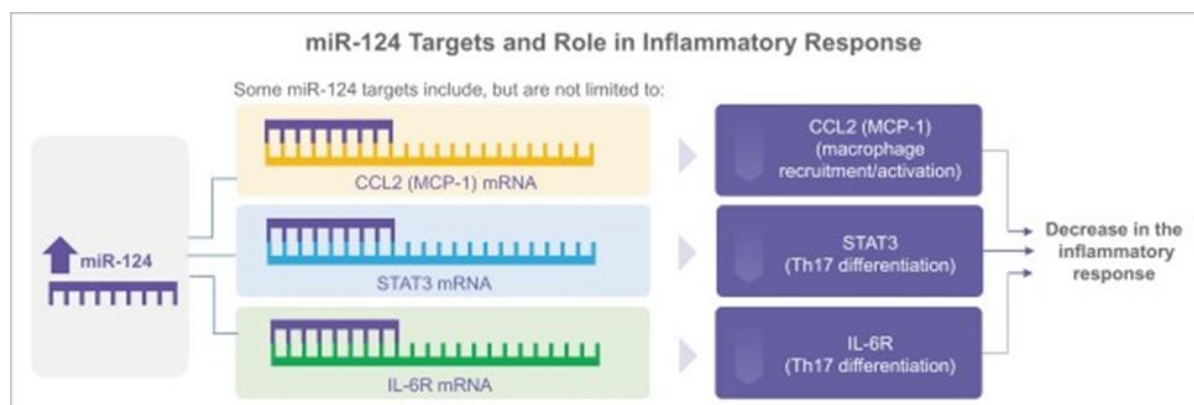 miR-124 Targets and Role in Inflammatory Response
Some miR-124 targets include, but are not limited to:
miR-124
CCL2 (MCP-1) mRNA
STAT3 mRNA
IL-6R mRNA
CCL2 (MCP-1)
(macrophage
recruitment/activation)
STAT3
(Th17 differentiation)
IL-6R
(Th17 differentiation)
Decrease in the
inflammatory
response